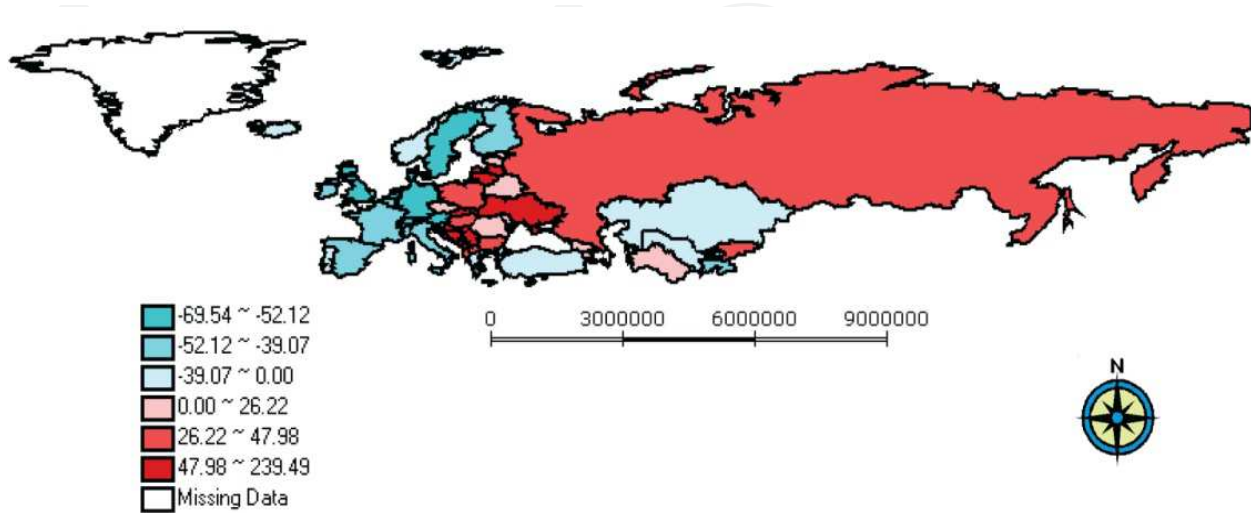 -69.54 ~ -52.12
-52.12 ~ -39.07
-39.07 ~ 0.00
0.00 ~ 26.22
26.22 ~ 47.98
47.98 ~ 239.49
Missing Data
0 3000000 6000000 9000000
N